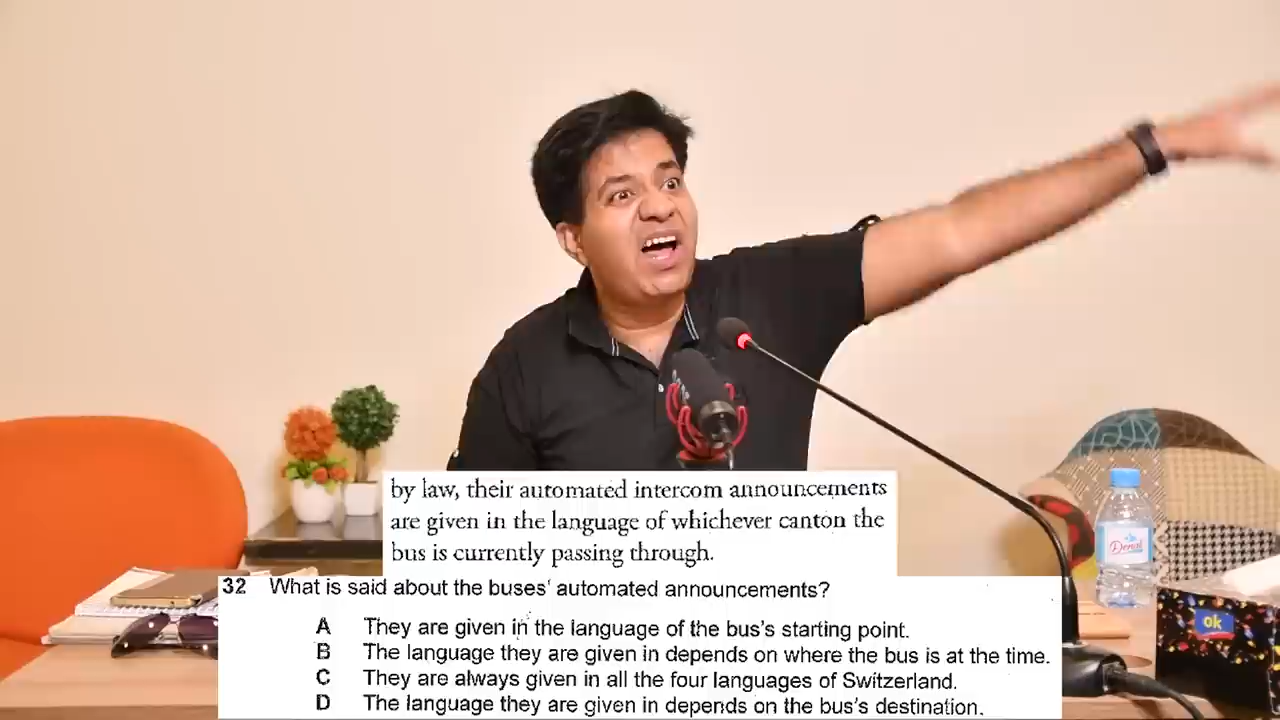 by law, their automated intercom announcements
are given in the language of whichever canton the
bus is currently passing through.
32 What is said about the buses' automated announcements?
A They are given in the language of the bus's starting point.
B The language they are given in depends on where the bus is at the time.
C They are always given in all the four languages of Switzerland.
D The language they are given in depends on the bus's destination.
Denat
ok